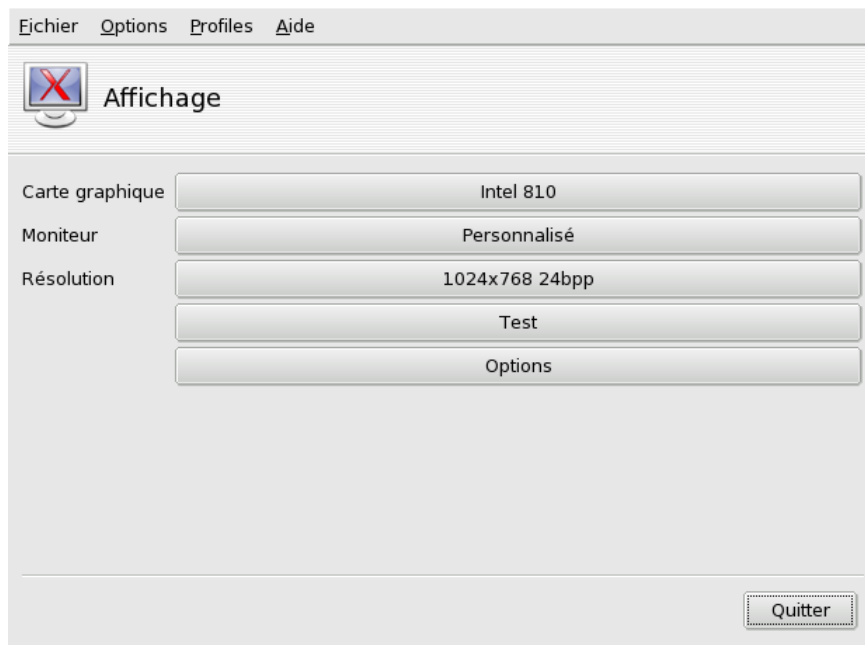 Fichier Options Profiles Aide
Affichage
Carte graphique Intel 810
Moniteur Personnalisé
Résolution 1024x768 24bpp
Test
Options
Quitter